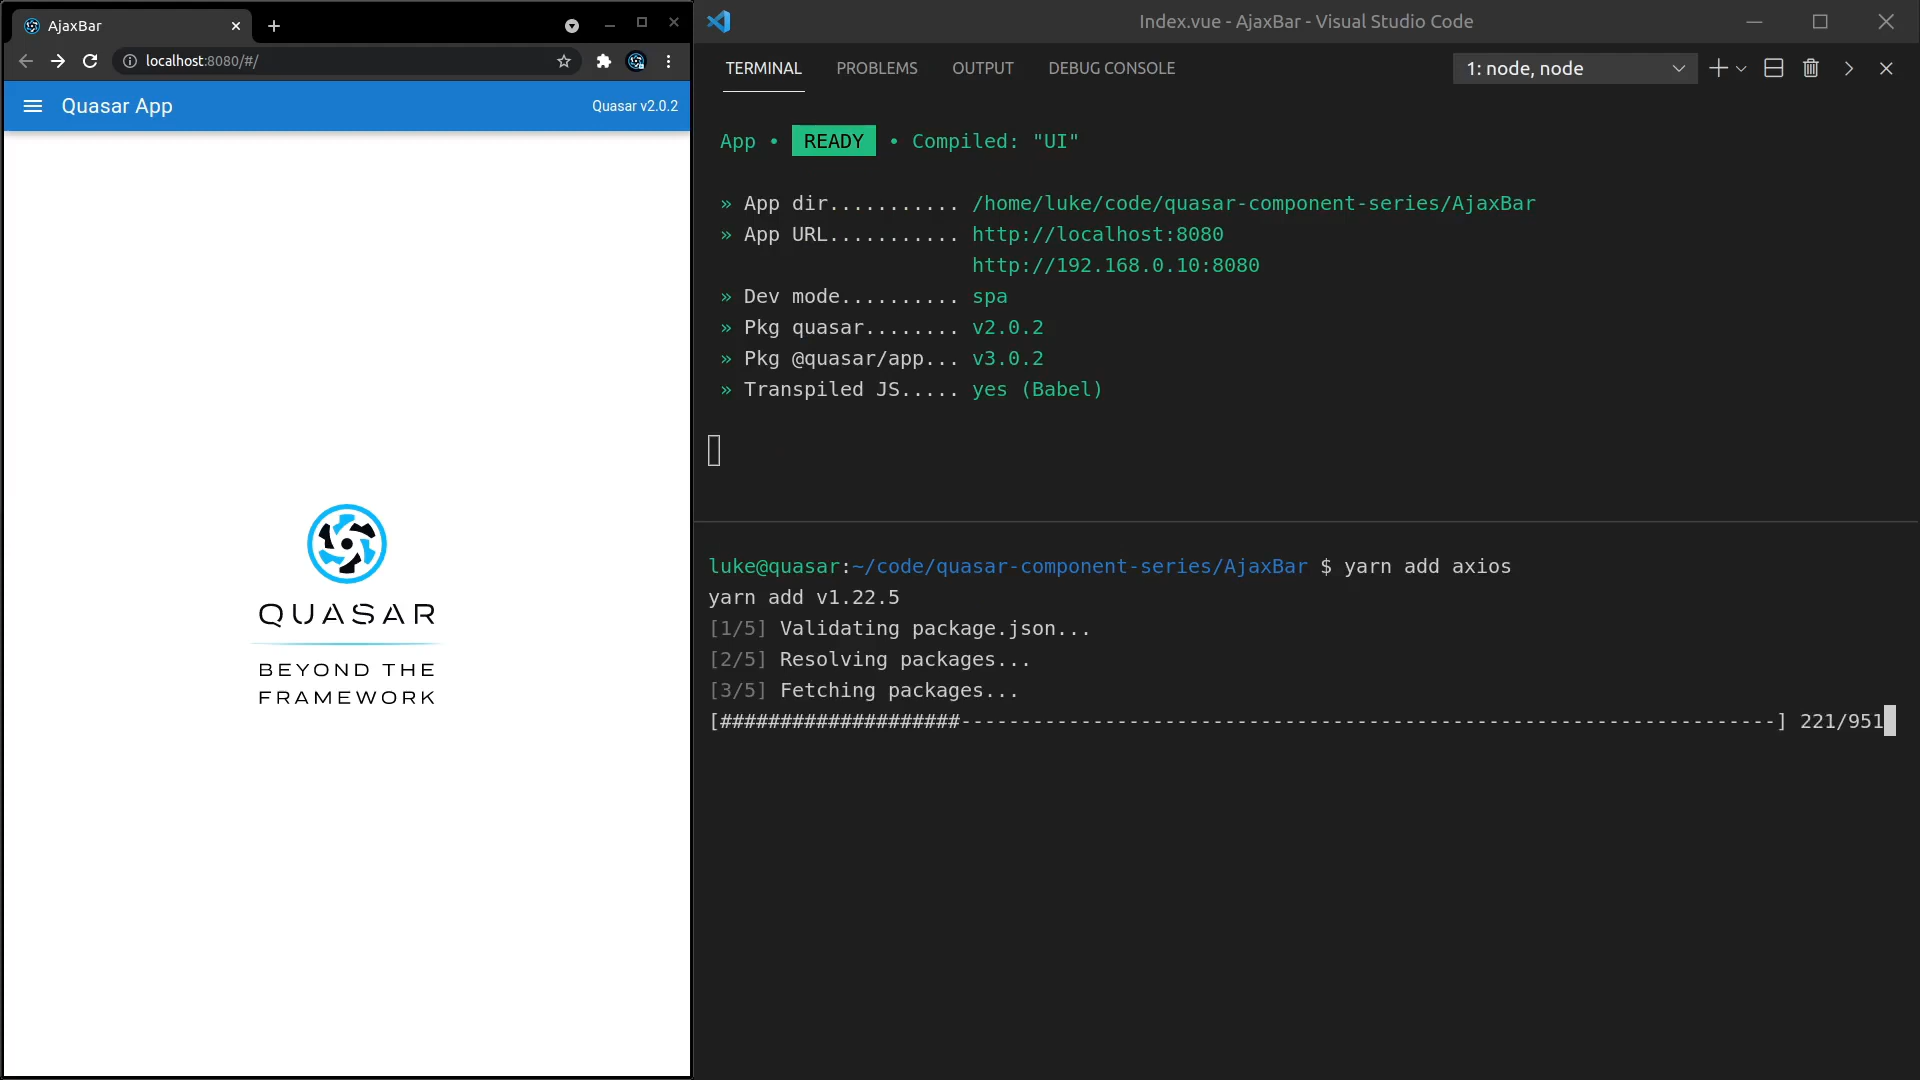 AjaxBar
localhost:8080/#/
Quasar App
Quasar v2.0.2
QUASAR
BEYOND THE
FRAMEWORK
Index.vue - AjaxBar - Visual Studio Code
TERMINAL PROBLEMS OUTPUT DEBUG CONSOLE 1: node, node
App • READY • Compiled: "UI"
» App dir........... /home/luke/code/quasar-component-series/AjaxBar
» App URL........... http://localhost:8080
http://192.168.0.10:8080
» Dev mode.......... spa
» Pkg quasar........ v2.0.2
» Pkg @quasar/app... v3.0.2
» Transpiled JS..... yes (Babel)
luke@quasar:~/code/quasar-component-series/AjaxBar $ yarn add axios
yarn add v1.22.5
[1/5] Validating package.json...
[2/5] Resolving packages...
[3/5] Fetching packages...
[####################--------------------------------------------------------------------] 221/951